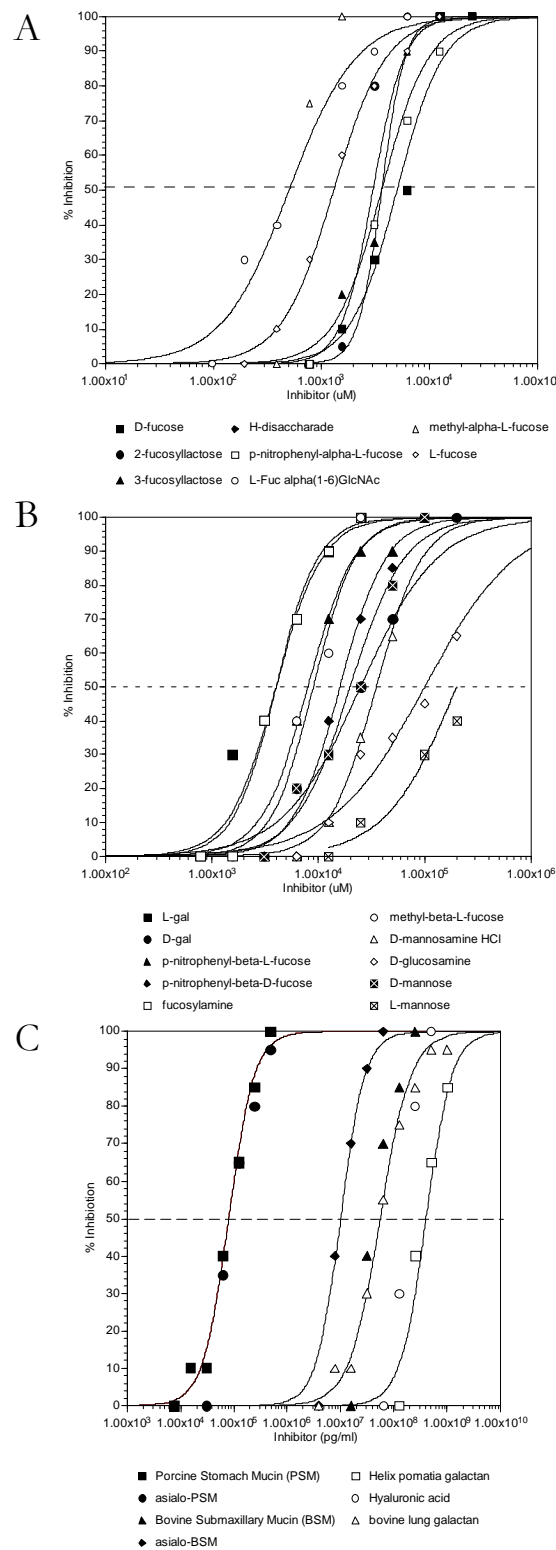 A
100
90
80
70
60
50
40
30
20
10
0
% Inhibition
1.00x10¹ 1.00x10² 1.00x10³ 1.00x10⁴ 1.00x10
Inhibitor (uM)
D-fucose H-disaccharade methyl-alpha-L-fucose
2-fucosyllactose p-nitrophenyl-alpha-L-fucose L-fucose
3-fucosyllactose L-Fuc alpha(1-6)GlcNAc
B
100
90
80
70
60
50
40
30
20
10
0
% Inhibition
1.00x10² 1.00x10³ 1.00x10⁴ 1.00x10⁵ 1.00x10⁶
Inhibitor (uM)
L-gal methyl-beta-L-fucose
D-gal D-mannosamine HCl
p-nitrophenyl-beta-L-fucose D-glucosamine
p-nitrophenyl-beta-D-fucose D-mannose
fucosylamine L-mannose
C
100
90
80
70
60
50
40
30
20
10
0
% Inhibiotion
1.00x10³ 1.00x10⁴ 1.00x10⁵ 1.00x10⁶ 1.00x10⁷ 1.00x10⁸ 1.00x10⁹ 1.00x10¹⁰
Inhibitor (pg/ml)
Porcine Stomach Mucin (PSM) Helix pomatia galactan
asialo-PSM Hyaluronic acid
Bovine Submaxillary Mucin (BSM) bovine lung galactan
asialo-BSM